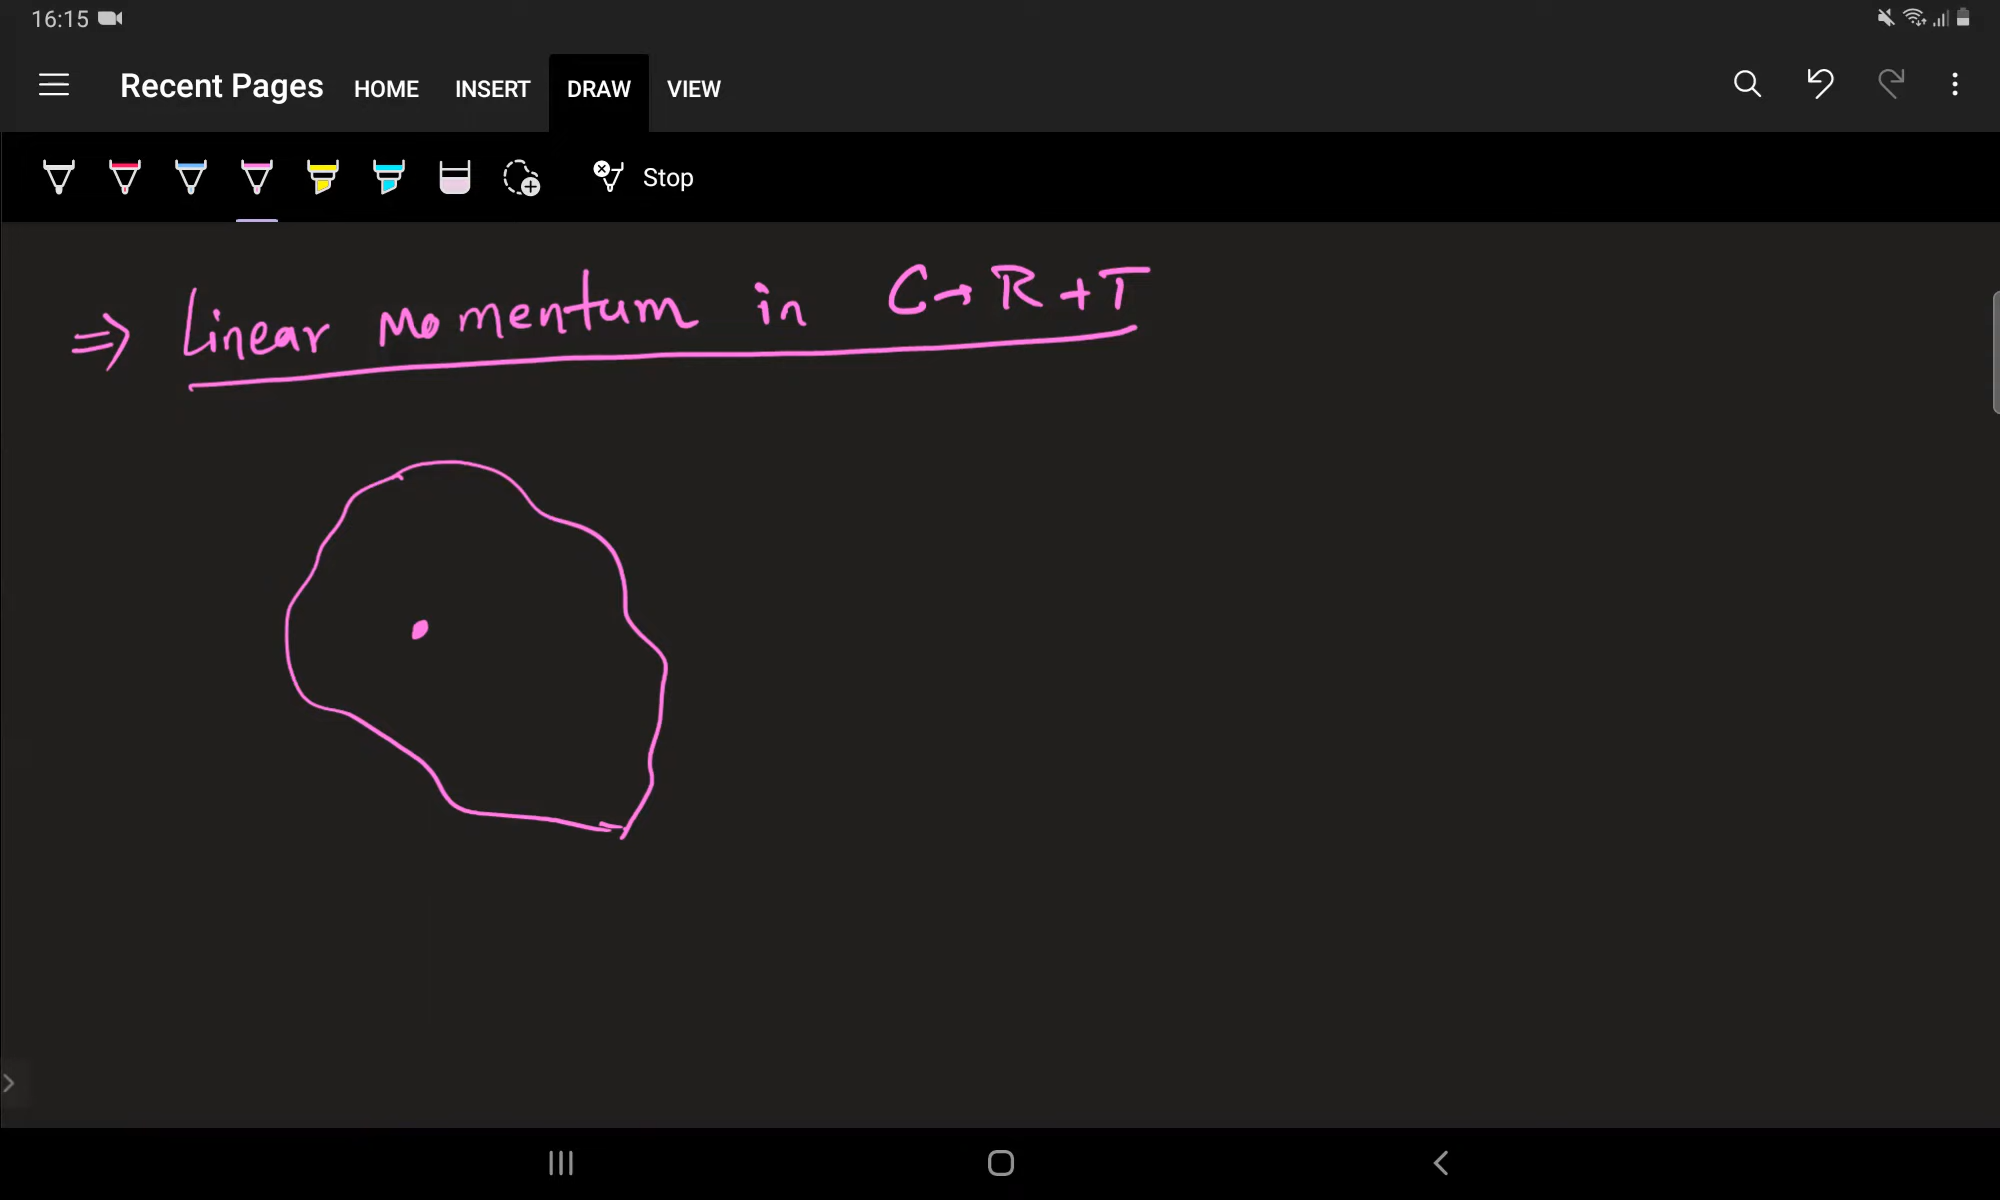 16:15
Recent Pages HOME INSERT DRAW VIEW
Stop
⇒ Linear Momentum in C→R+T